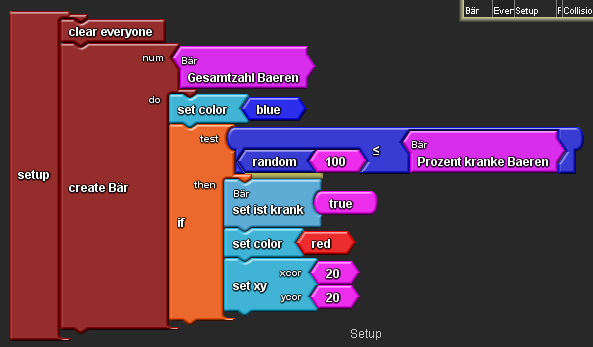 Bär Ever Setup F Collisio
clear everyone
num Bär
Gesamtzahl Baeren
do
set color blue
test
Bär
random 100 ≤ Prozent kranke Baeren
setup
create Bär
then
Bär
set ist krank true
if
set color red
xcor 20
set xy
ycor 20
Setup